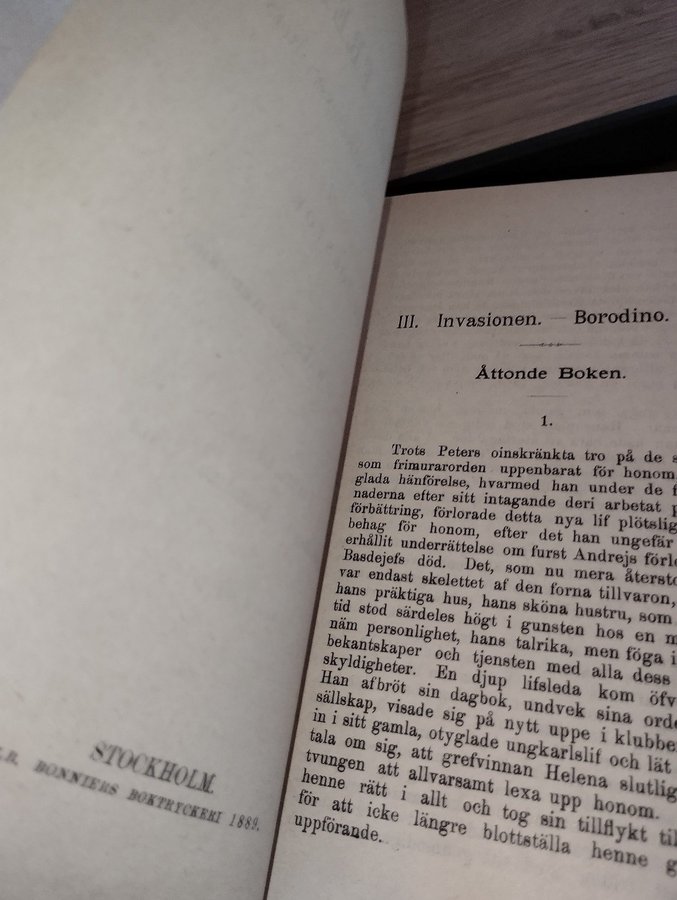 STOCKHOLM.
BONNIERS BOKTRYCKERI 1889.
III. Invasionen. — Borodino.
Åttonde Boken.
1.
Trots Peters oinskränkta tro på de
som frimurarorden uppenbarat för honom
glada hänförelse, hvarmed han under de
naderna efter sitt intagande deri arbetat
förbättring, förlorade detta nya lif
behag för honom, efter det han ungefär
erhållit underrättelse om furst Andrejs
Basdejefs död. Det, som nu mera
var endast skelettet af den forna tillvaron,
hans präktiga hus, hans sköna hustru, som
tid stod särdeles högt i gunsten hos en
näm personlighet, hans talrika, men föga
bekantskaper och tjensten med alla dess
skyldigheter. En djup lifsleda kom
Han afbröt sin dagbok, undvek sina
sällskap, visade sig på nytt uppe i
in i sitt gamla, otyglade ungkarlslif och lät
tala om sig, att grefvinnan Helena
tvungen att allvarsamt lexa upp honom.
henne rätt i allt och tog sin tillflykt
för att icke längre blottställa henne
uppförande.